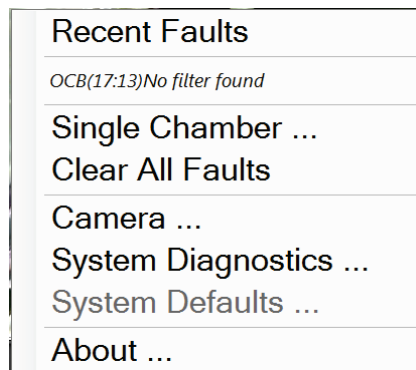 Recent Faults
OCB(17:13)No filter found
Single Chamber ...
Clear All Faults
Camera ...
System Diagnostics ...
System Defaults ...
About ...